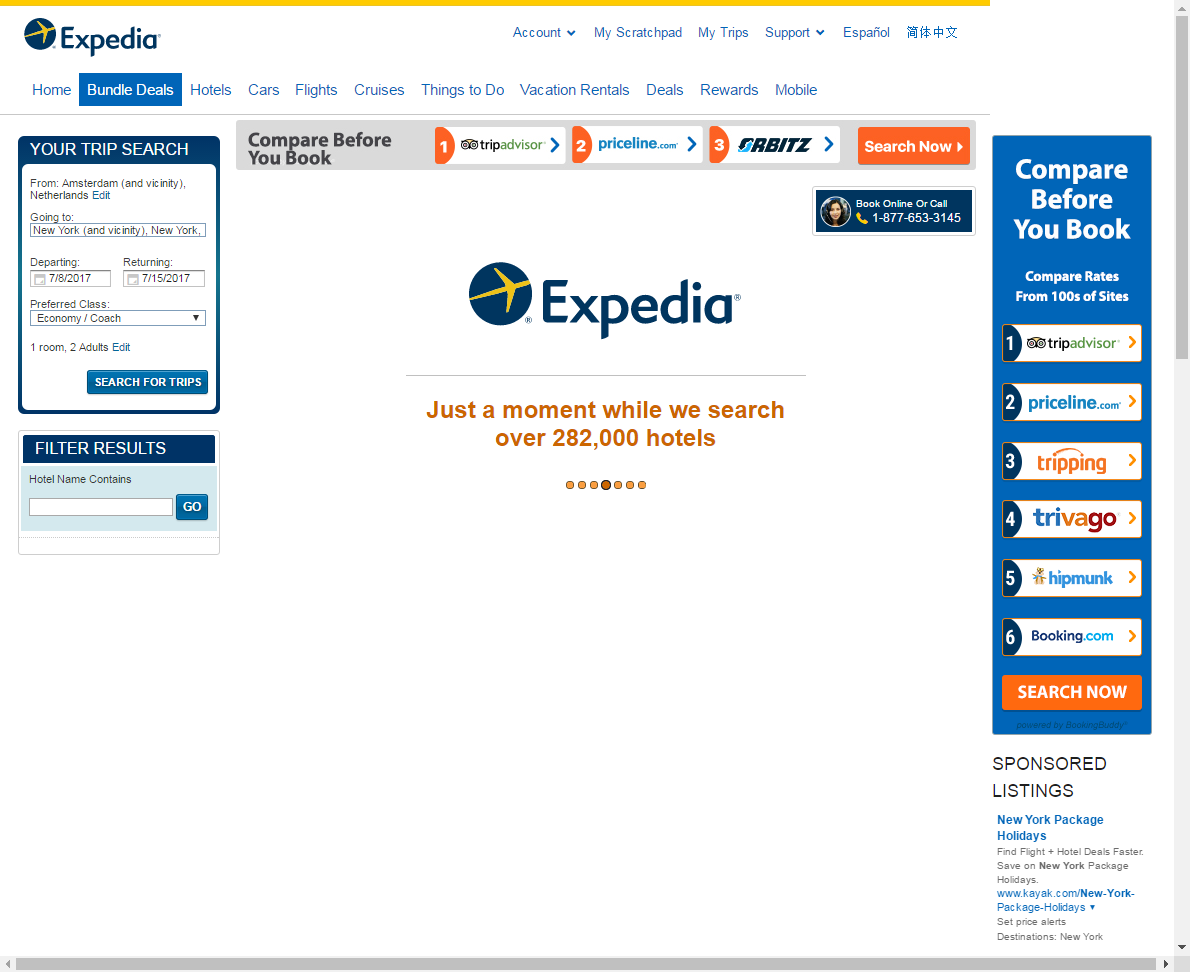 Expedia
Account
My Scratchpad
My Trips
Support
Español
简体中文
Home
Bundle Deals
Hotels
Cars
Flights
Cruises
Things to Do
Vacation Rentals
Deals
Rewards
Mobile
YOUR TRIP SEARCH
From: Amsterdam (and vicinity),
Netherlands Edit
Going to:
New York (and vicinity), New York,
Departing:
Returning:
7/8/2017
7/15/2017
Preferred Class:
Economy / Coach
1 room, 2 Adults Edit
SEARCH FOR TRIPS
FILTER RESULTS
Hotel Name Contains
GO
Compare Before
You Book
1 tripadvisor
2 priceline.com
3 ORBITZ
Search Now
Book Online Or Call
1-877-653-3145
Expedia®
Just a moment while we search
over 282,000 hotels
Compare
Before
You Book
Compare Rates
From 100s of Sites
1 tripadvisor
2 priceline.com
3 tripping
4 trivago
5 hipmunk
6 Booking.com
SEARCH NOW
powered by BookingBuddy
SPONSORED
LISTINGS
New York Package
Holidays
Find Flight + Hotel Deals Faster.
Save on New York Package
Holidays.
www.kayak.com/New-York-
Package-Holidays
Set price alerts
Destinations: New York